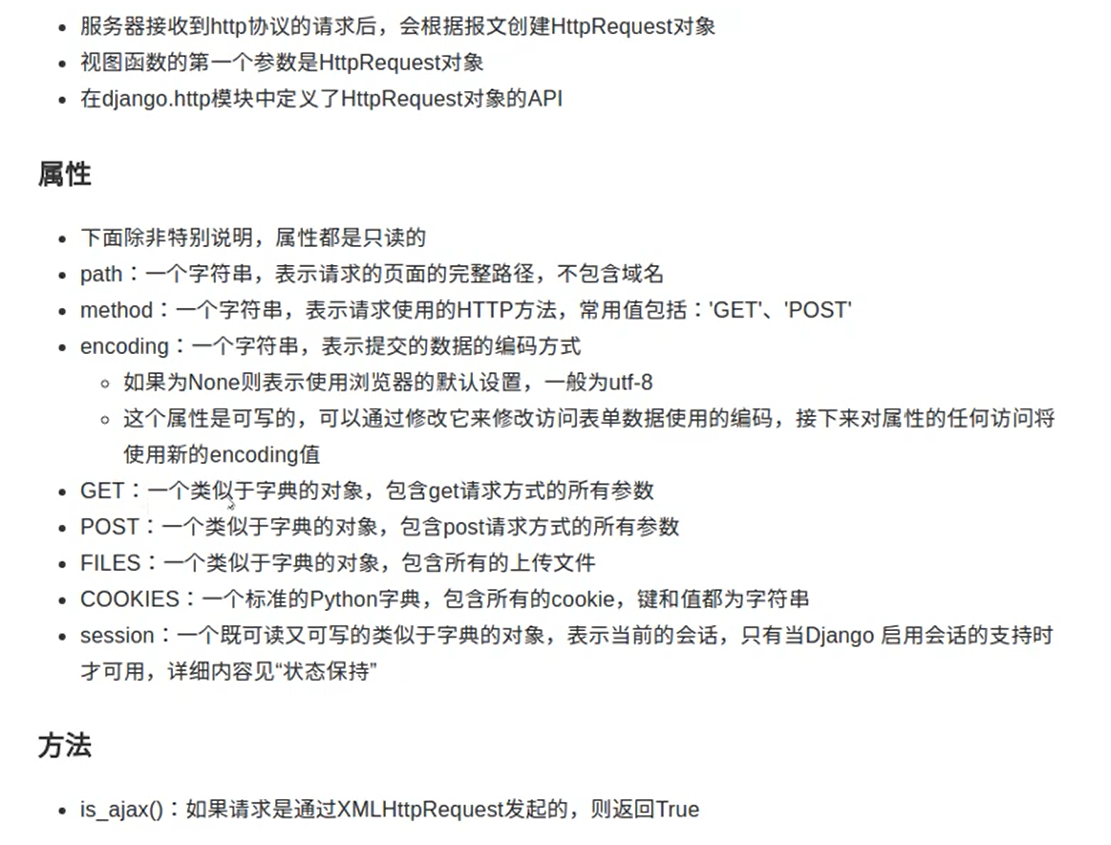 服务器接收到http协议的请求后，会根据报文创建HttpRequest对象
视图函数的第一个参数是HttpRequest对象
在django.http模块中定义了HttpRequest对象的API
属性
下面除非特别说明，属性都是只读的
path：一个字符串，表示请求的页面的完整路径，不包含域名
method：一个字符串，表示请求使用的HTTP方法，常用值包括：'GET'、'POST'
encoding：一个字符串，表示提交的数据的编码方式
如果为None则表示使用浏览器的默认设置，一般为utf-8
这个属性是可写的，可以通过修改它来修改访问表单数据使用的编码，接下来对属性的任何访问将
使用新的encoding值
GET：一个类似于字典的对象，包含get请求方式的所有参数
POST：一个类似于字典的对象，包含post请求方式的所有参数
FILES：一个类似于字典的对象，包含所有的上传文件
COOKIES：一个标准的Python字典，包含所有的cookie，键和值都为字符串
session：一个既可读又可写的类似于字典的对象，表示当前的会话，只有当Django 启用会话的支持时
才可用，详细内容见“状态保持”
方法
is_ajax()：如果请求是通过XMLHttpRequest发起的，则返回True